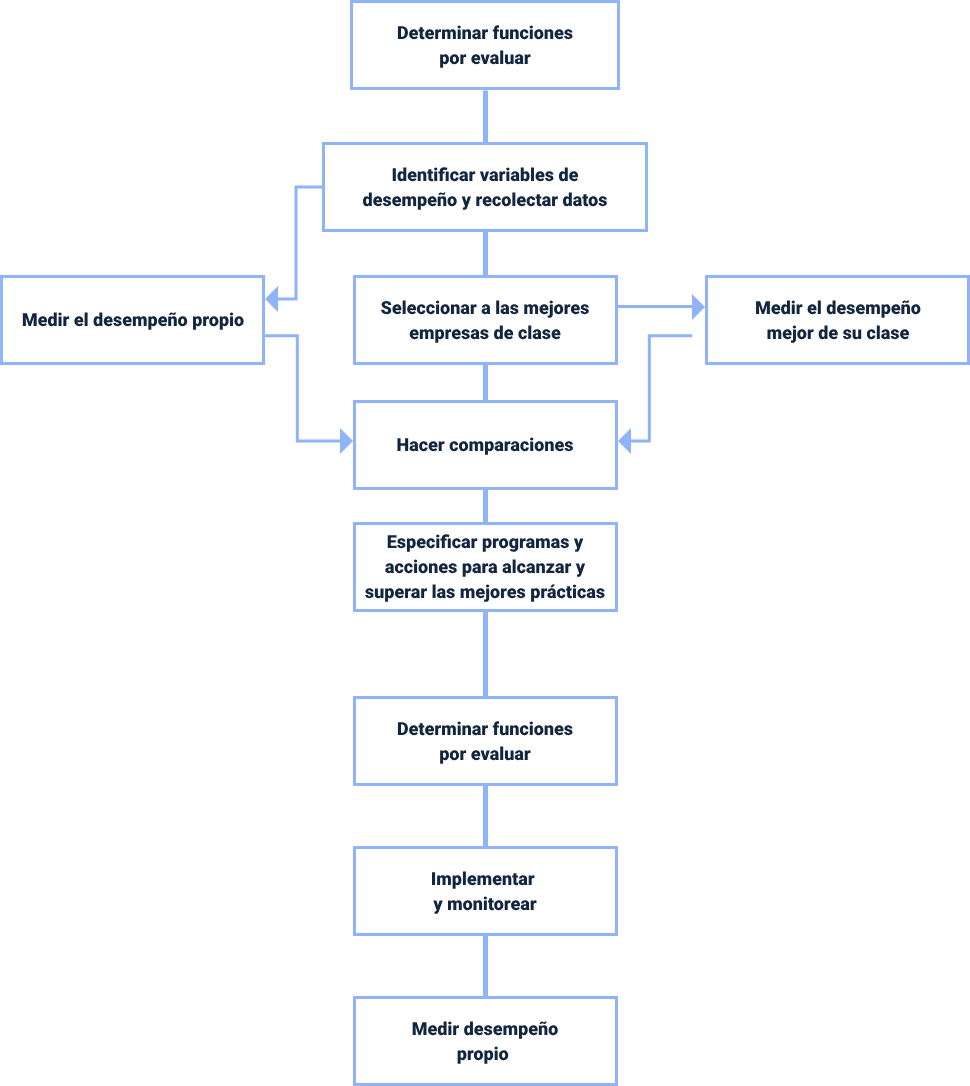 Determinar funciones
por evaluar
Identificar variables de
desempeño y recolectar datos
Medir el desempeño propio
Seleccionar a las mejores
empresas de clase
Medir el desempeño
mejor de su clase
Hacer comparaciones
Especificar programas y
acciones para alcanzar y
superar las mejores prácticas
Determinar funciones
por evaluar
Implementar
y monitorear
Medir desempeño
propio